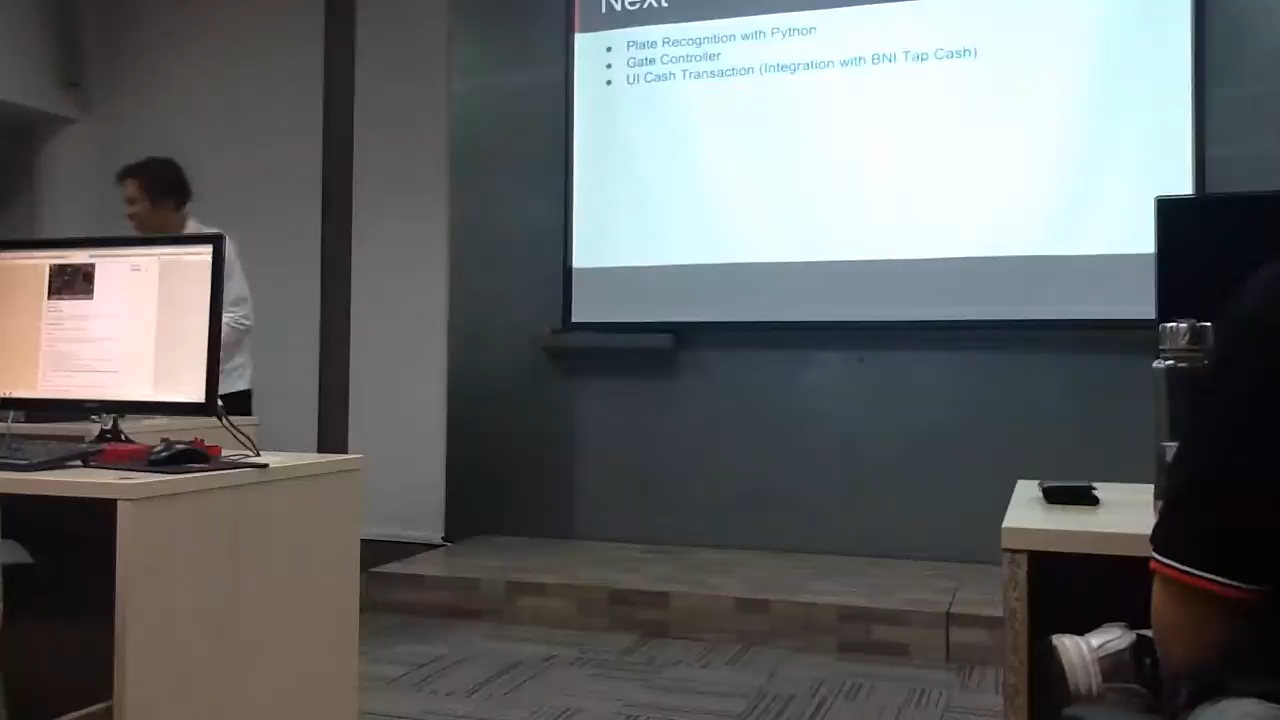 Next
Plate Recognition with Python
Gate Controller
UI Cash Transaction (Integration with BNI Tap Cash)